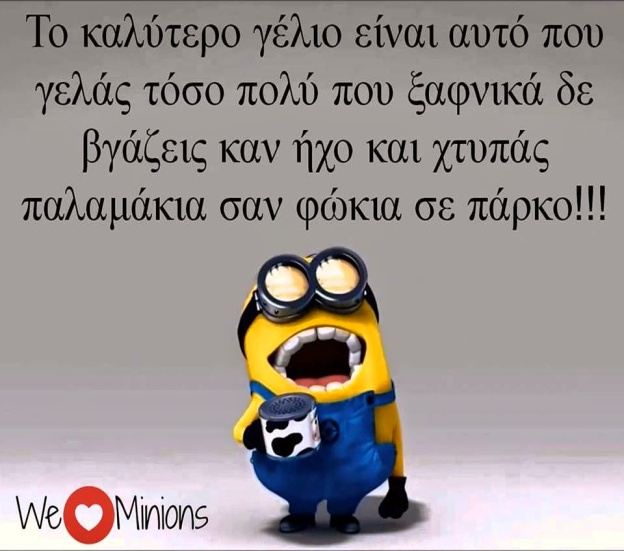 Το καλύτερο γέλιο είναι αυτό που
γελάς τόσο πολύ που ξαφνικά δε
βγάζεις καν ήχο και χτυπάς
παλαμάκια σαν φώκια σε πάρκο!!!
We Minions